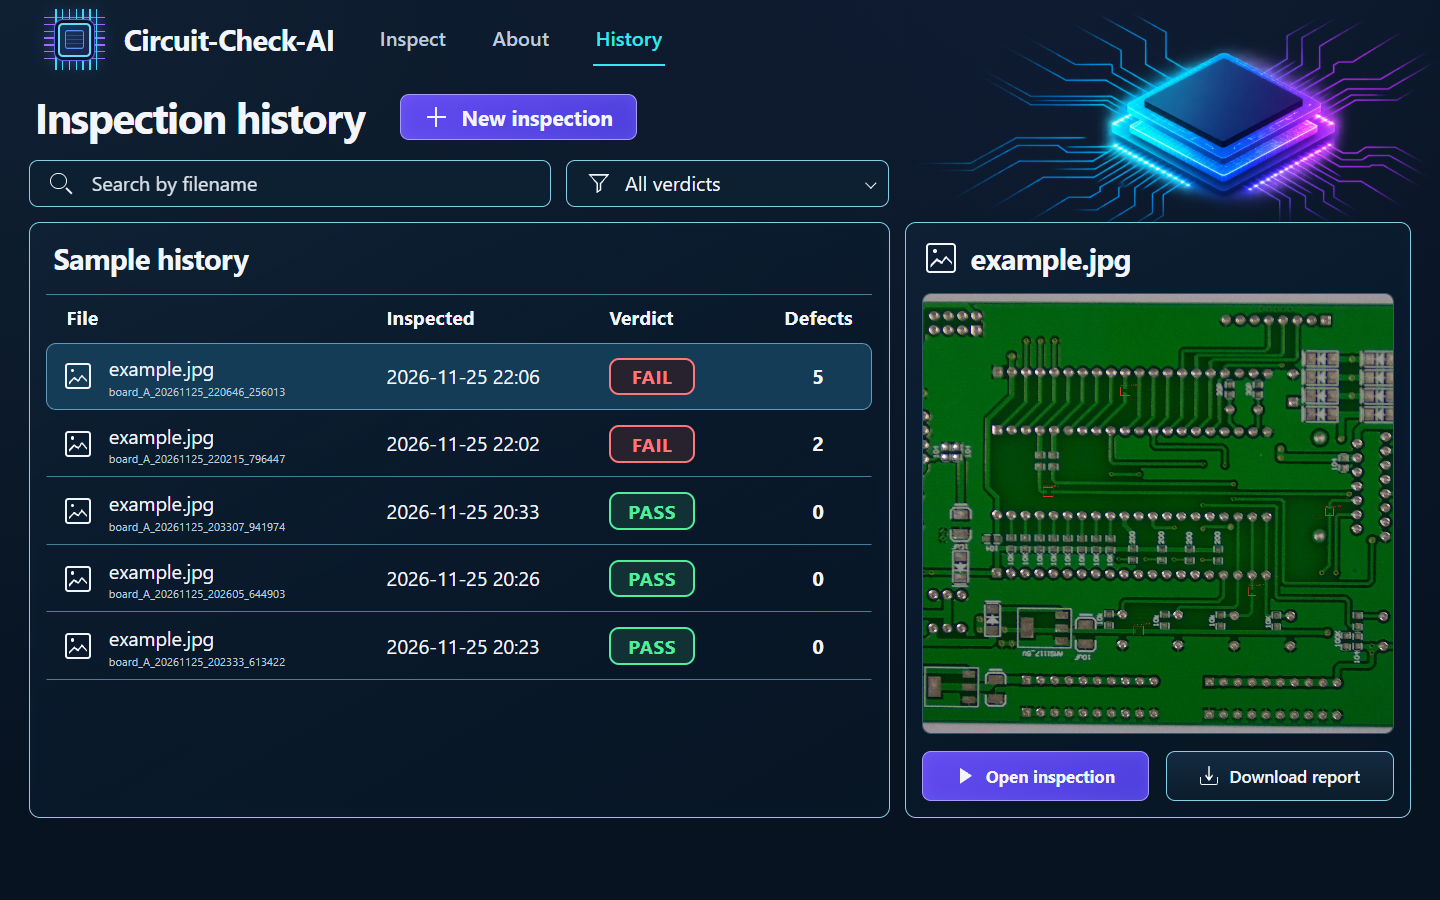 Circuit-Check-AI
Inspect
About
History
Inspection history
New inspection
Search by filename
All verdicts
Sample history
File Inspected Verdict Defects
example.jpg
board_A_20261125_220646_256013
2026-11-25 22:06
FAIL
5
example.jpg
board_A_20261125_220215_796447
2026-11-25 22:02
FAIL
2
example.jpg
board_A_20261125_203307_941974
2026-11-25 20:33
PASS
0
example.jpg
board_A_20261125_202605_644903
2026-11-25 20:26
PASS
0
example.jpg
board_A_20261125_202333_613422
2026-11-25 20:23
PASS
0
example.jpg
Open inspection
Download report